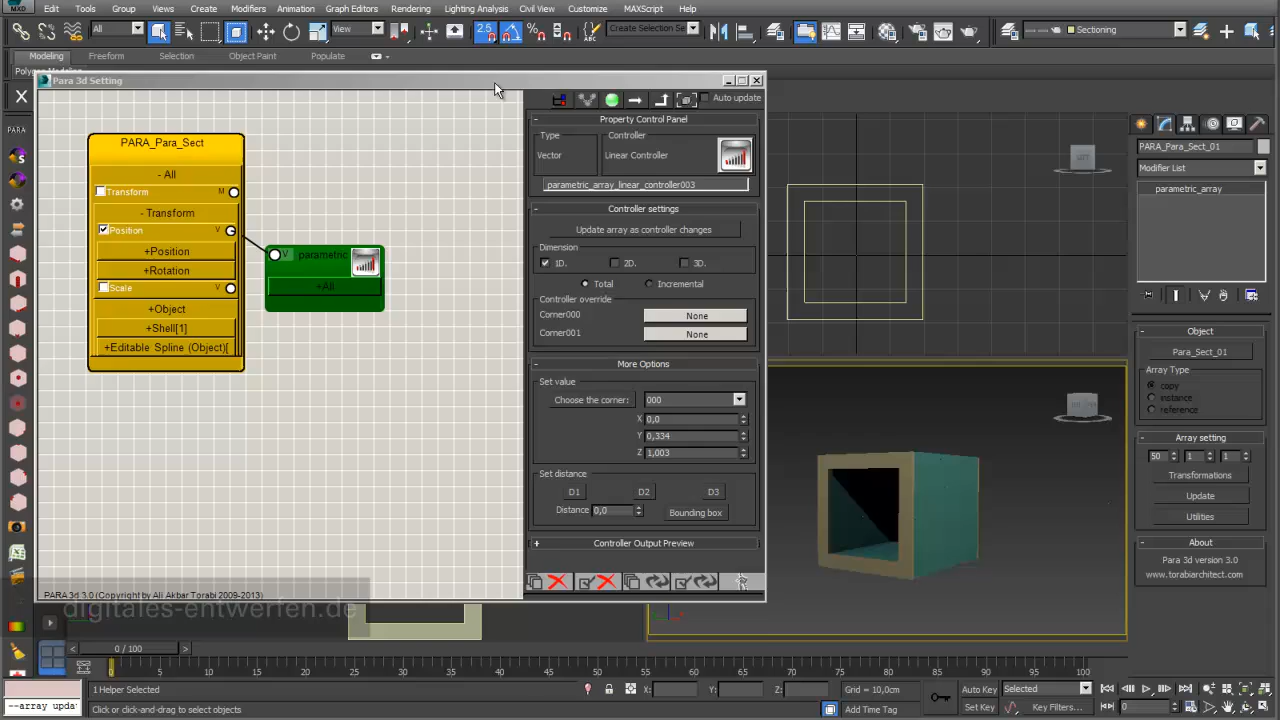 MXD
Edit Tools Group Views Create Modifiers Animation Graph Editors Rendering Lighting Analysis Civil View Customize MAXScript Help
All View 2.5 Create Selection Se Sectioning
Modeling Freeform Selection Object Paint Populate
Polygon Modeling
Para 3d Setting
Auto update
PARA
PARA_Para_Sect
- All
Transform M
- Transform
Position V
+Position
+Rotation
Scale V
+Object
+Shell[1]
+Editable Spline (Object)[
V parametric
+All
Property Control Panel
Type Controller
Vector Linear Controller
parametric_array_linear_controller003
Controller settings
Update array as controller changes
Dimension
1D. 2D. 3D.
Total Incremental
Controller override
Corner000 None
Corner001 None
More Options
Set value
Choose the corner: 000
X 0,0
Y 0,334
Z 1,003
Set distance
D1 D2 D3
Distance 0,0 Bounding box
Controller Output Preview
PARA 3d 3.0 (Copyright by Ali Akbar Torabi 2009-2013)
digitales-entwerfen.de
PARA_Para_Sect_01
Modifier List
parametric_array
Object
Para_Sect_01
Array Type
copy
instance
reference
Array setting
50 1 1
Transformations
Update
Utilities
About
Para 3d version 3.0
www.torabiarchitect.com
0 / 100
0 5 10 15 20 25 30 35 40 45 50 55 60 65 70 75 80 85 90 95 100
1 Helper Selected X: Y: Z: Grid = 10,0cm Auto Key Selected
--array upda Click or click-and-drag to select objects Add Time Tag Set Key Key Filters... 0